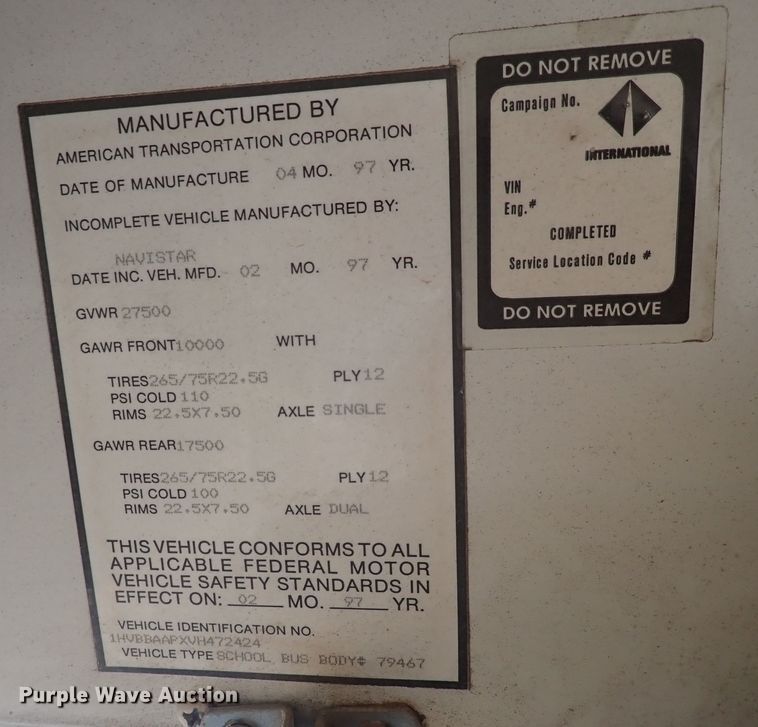 MANUFACTURED BY
AMERICAN TRANSPORTATION CORPORATION
DATE OF MANUFACTURE 04 MO. 97 YR.
INCOMPLETE VEHICLE MANUFACTURED BY:
NAVISTAR
DATE INC. VEH. MFD. 02 MO. 97 YR.
GVWR 27500
GAWR FRONT 10000 WITH
TIRES 265/75R22.5G PLY 12
PSI COLD 110
RIMS 22.5X7.50 AXLE SINGLE
GAWR REAR 17500
TIRES 265/75R22.5G PLY 12
PSI COLD 100
RIMS 22.5X7.50 AXLE DUAL
THIS VEHICLE CONFORMS TO ALL
APPLICABLE FEDERAL MOTOR
VEHICLE SAFETY STANDARDS IN
EFFECT ON: 02 MO. 97 YR.
VEHICLE IDENTIFICATION NO.
1HVBBAAPXVH472424
VEHICLE TYPE SCHOOL BUS BODY# 79467
DO NOT REMOVE
Campaign No.
INTERNATIONAL
VIN
Eng.#
COMPLETED
Service Location Code #
DO NOT REMOVE
Purple Wave Auction